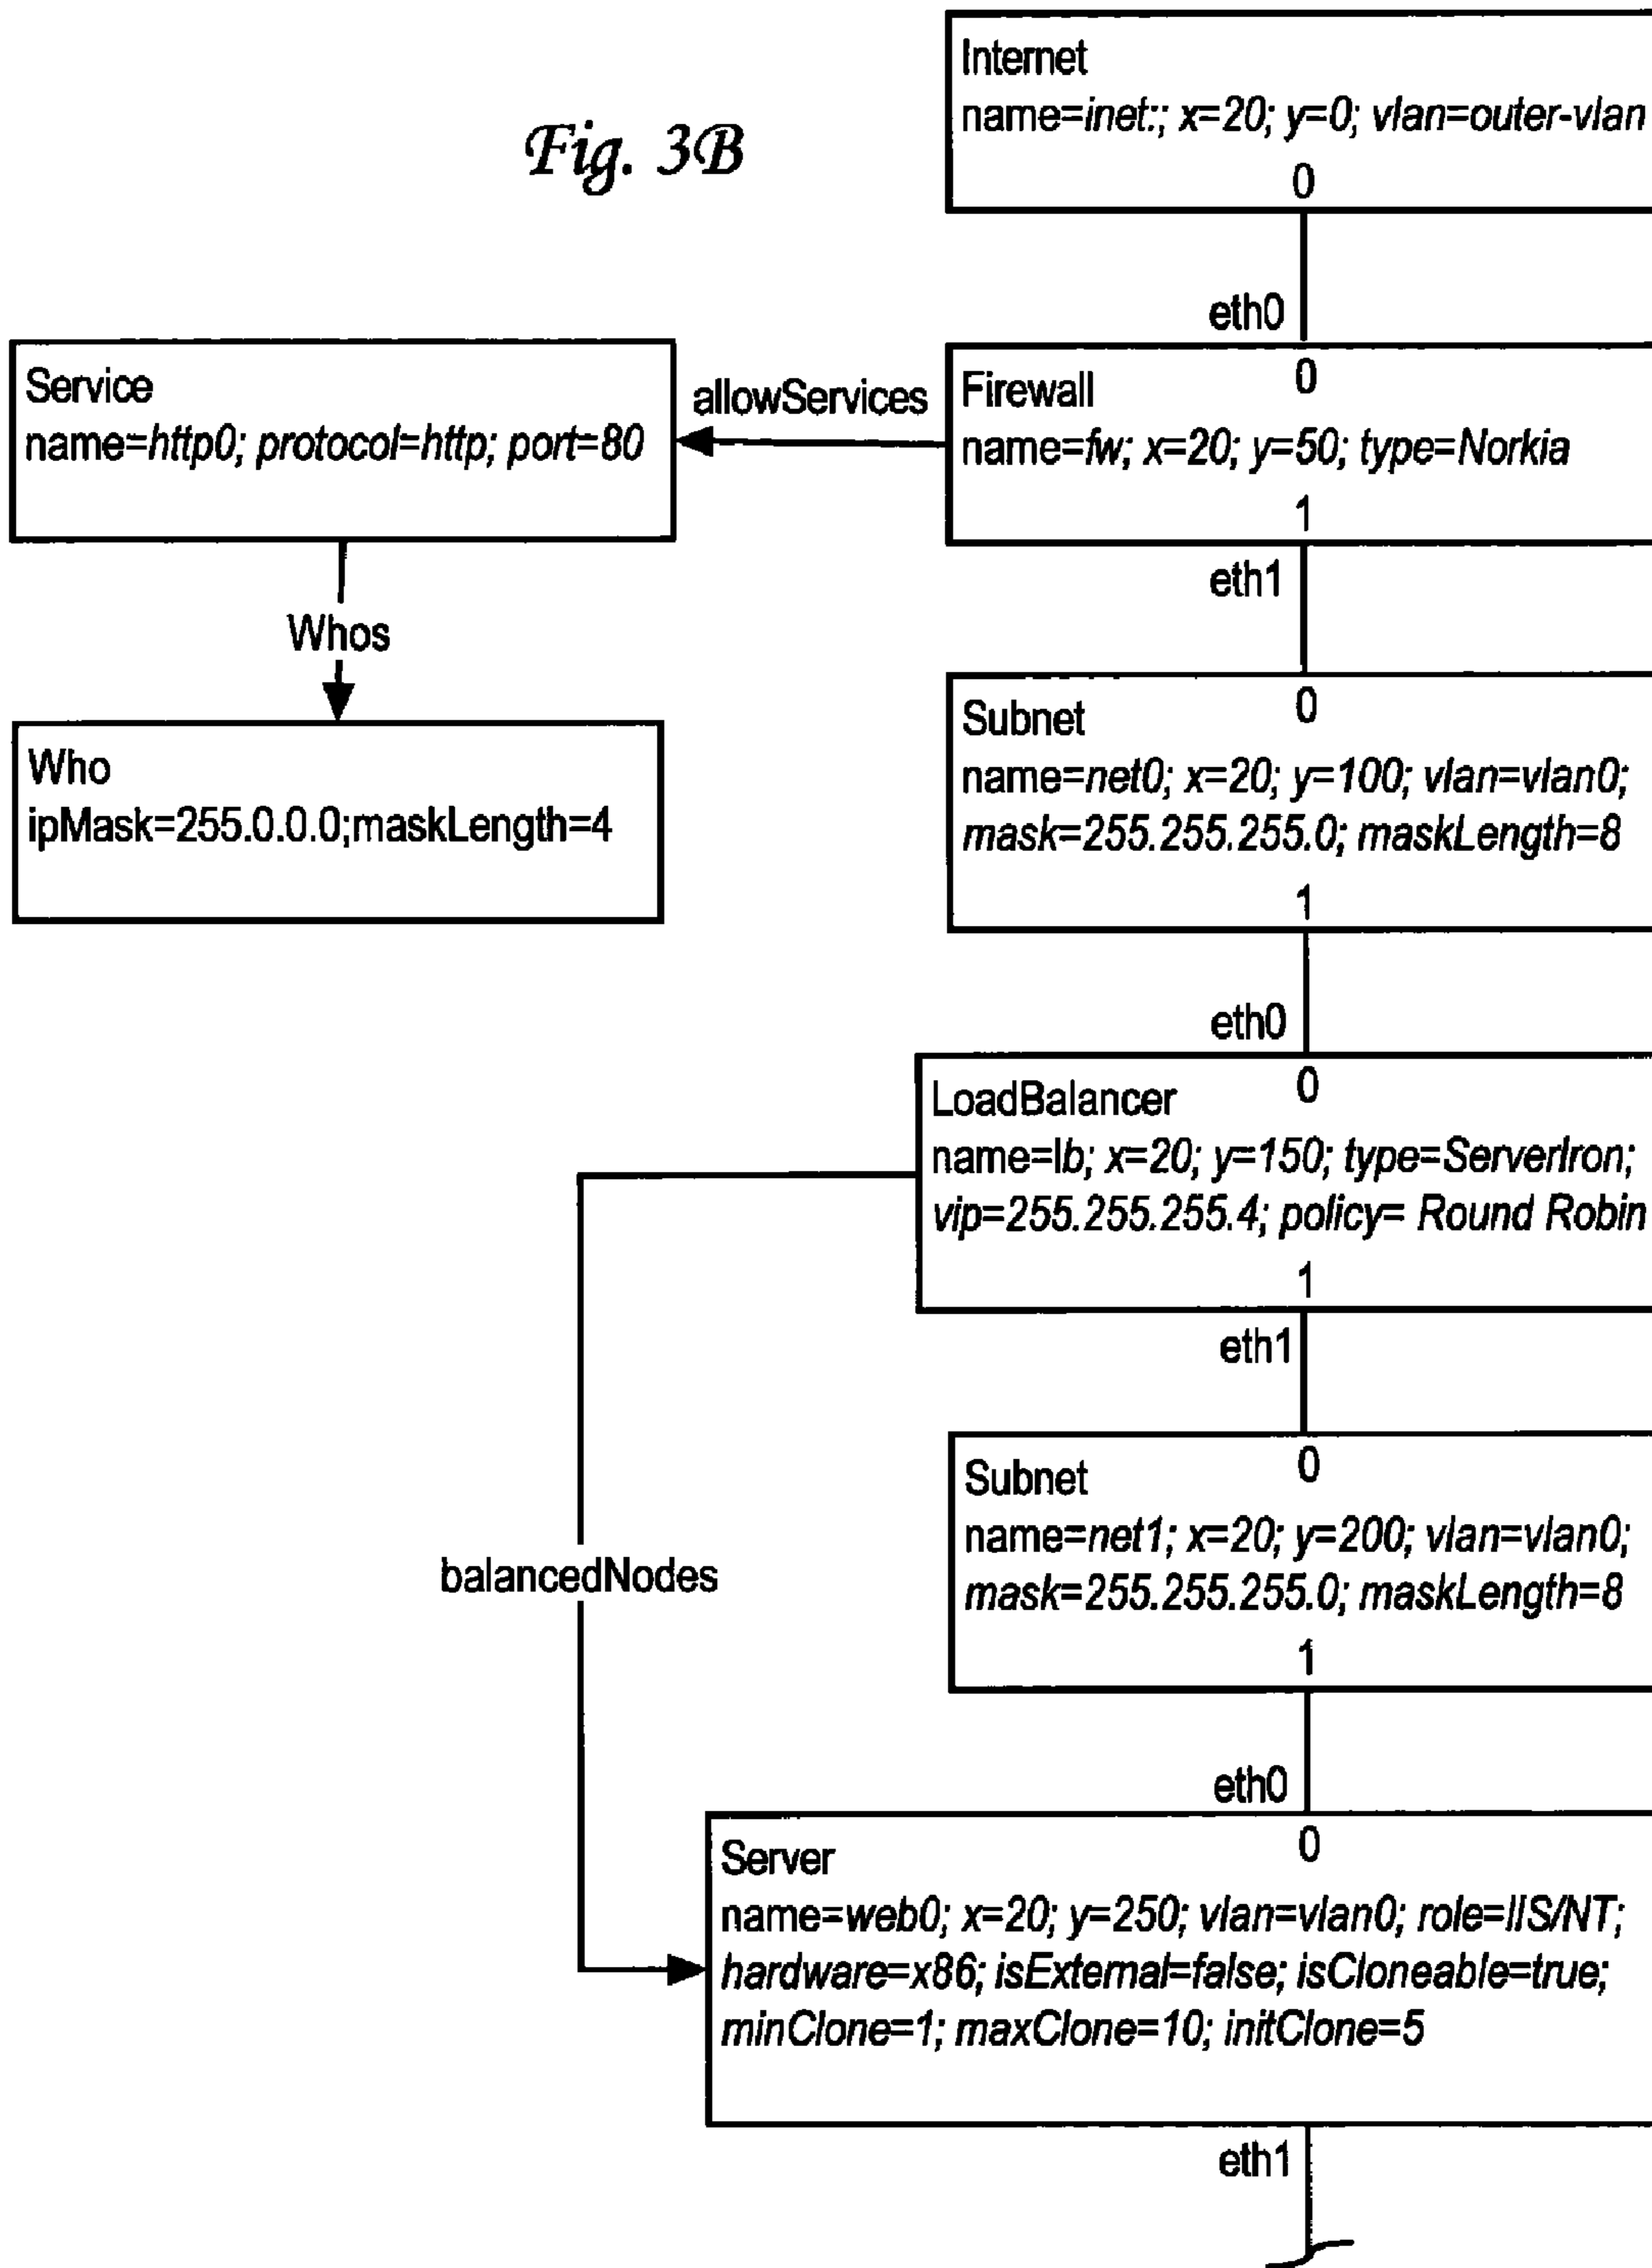 Fig. 3B
Internet
name=inet:; x=20; y=0; vlan=outer-vlan
0
eth0
0
Firewall
name=fw; x=20; y=50; type=Norkia
1
allowServices
Service
name=http0; protocol=http; port=80
Whos
Who
ipMask=255.0.0.0;maskLength=4
eth1
0
Subnet
name=net0; x=20; y=100; vlan=vlan0;
mask=255.255.255.0; maskLength=8
1
eth0
0
LoadBalancer
name=lb; x=20; y=150; type=ServerIron;
vip=255.255.255.4; policy= Round Robin
1
eth1
0
Subnet
name=net1; x=20; y=200; vlan=vlan0;
mask=255.255.255.0; maskLength=8
1
balancedNodes
eth0
0
Server
name=web0; x=20; y=250; vlan=vlan0; role=IIS/NT;
hardware=x86; isExternal=false; isCloneable=true;
minClone=1; maxClone=10; initClone=5
eth1